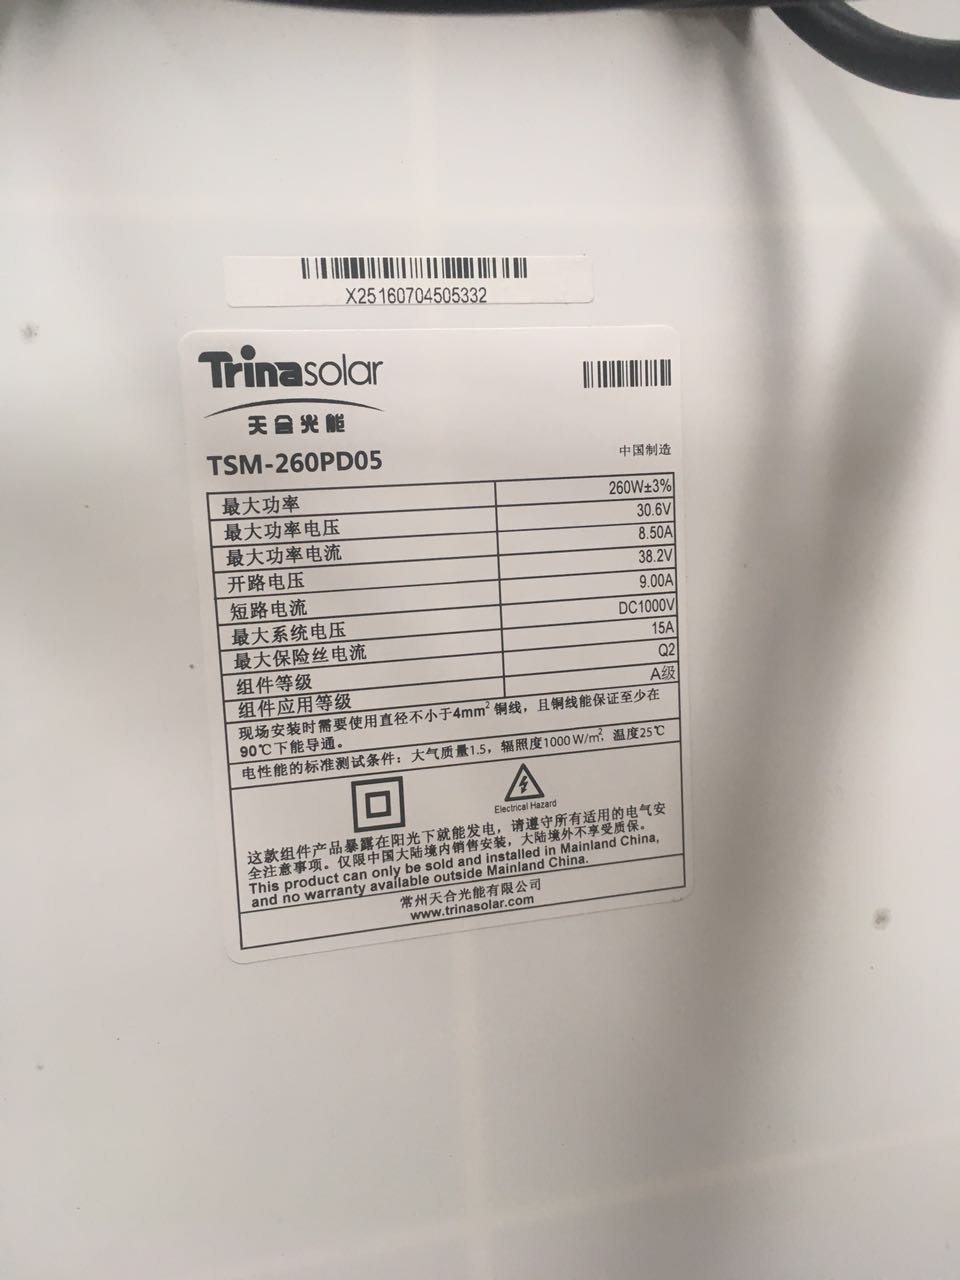 X25160704505332
Trinasolar
天合光能
TSM-260PD05
中国制造
最大功率 260W±3%
最大功率电压 30.6V
最大功率电流 8.50A
开路电压 38.2V
短路电流 9.00A
最大系统电压 DC1000V
最大保险丝电流 15A
组件等级 Q2
组件应用等级 A级
现场安装时需要使用直径不小于4mm² 铜线，且铜线能保证至少在
90℃下能导通。
电性能的标准测试条件：大气质量1.5，辐照度1000W/m²，温度25℃
Electrical Hazard
这款组件产品暴露在阳光下就能发电，请遵守所有适用的电气安
全注意事项。仅限中国大陆境内销售安装，大陆境外不享受质保。
This product can only be sold and installed in Mainland China,
and no warranty available outside Mainland China.
常州天合光能有限公司
www.trinasolar.com